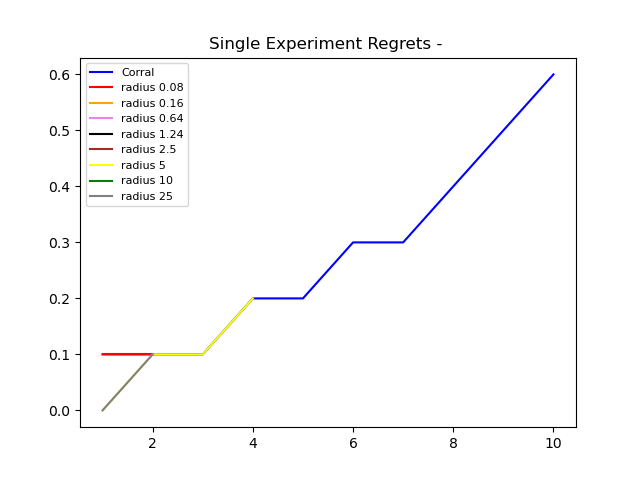 Single Experiment Regrets -
Corral
radius 0.08
radius 0.16
radius 0.64
radius 1.24
radius 2.5
radius 5
radius 10
radius 25
0.6
0.5
0.4
0.3
0.2
0.1
0.0
2 4 6 8 10